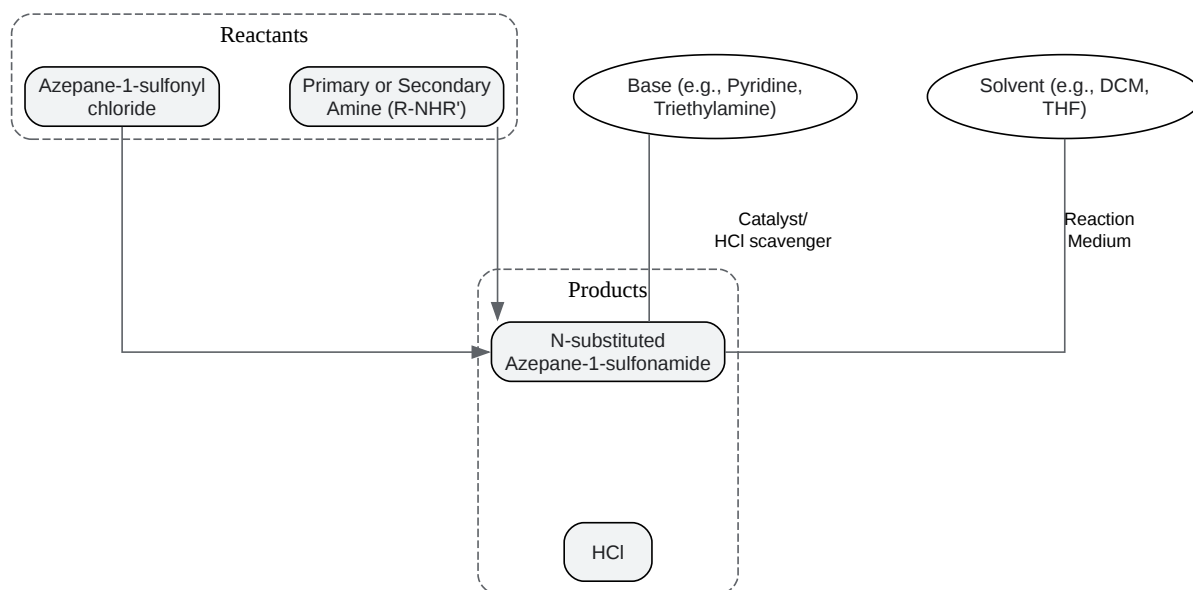 Reactants
Azepane-1-sulfonyl
chloride
Primary or Secondary
Amine (R-NHR')
Base (e.g., Pyridine,
Triethylamine)
Solvent (e.g., DCM,
THF)
Catalyst/
HCl scavenger
Reaction
Medium
Products
N-substituted
Azepane-1-sulfonamide
HCl